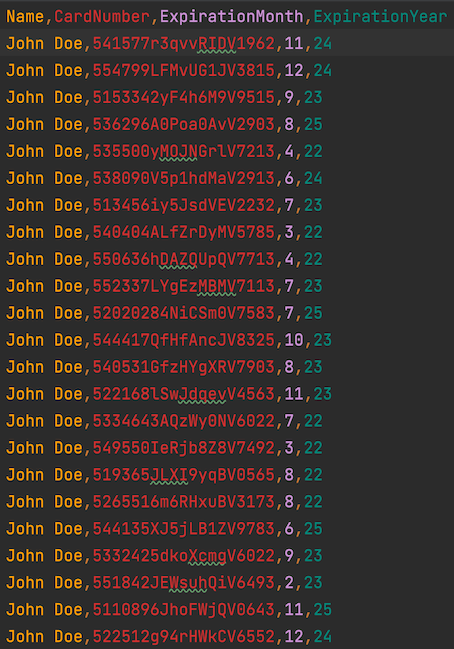 Name,CardNumber,ExpirationMonth,ExpirationYear
John Doe,541577r3qvvRIDV1962,11,24
John Doe,554799LFMvUG1JV3815,12,24
John Doe,5153342yF4h6M9V9515,9,23
John Doe,536296A0Poa0AvV2903,8,25
John Doe,535500yMQJNGrlV7213,4,22
John Doe,538090V5p1hdMaV2913,6,24
John Doe,513456iy5JsdVEV2232,7,23
John Doe,540404ALfZrDyMV5785,3,22
John Doe,550636hDAZQUpQV7713,4,22
John Doe,552337LYgEzMBMV7113,7,23
John Doe,52020284NiCSm0V7583,7,25
John Doe,544417QfHfAncJV8325,10,23
John Doe,540531GfzHYgXRV7903,8,23
John Doe,522168lSwJdqevV4563,11,23
John Doe,5334643AQzWy0NV6022,7,22
John Doe,549550IeRjb8Z8V7492,3,22
John Doe,519365JLXI9yqBV0565,8,22
John Doe,5265516m6RHxuBV3173,8,22
John Doe,544135XJ5jLB1ZV9783,6,25
John Doe,5332425dkoXcmgV6022,9,23
John Doe,551842JEWsuhQiV6493,2,23
John Doe,5110896JhoFWjQV0643,11,25
John Doe,522512g94rHWkCV6552,12,24